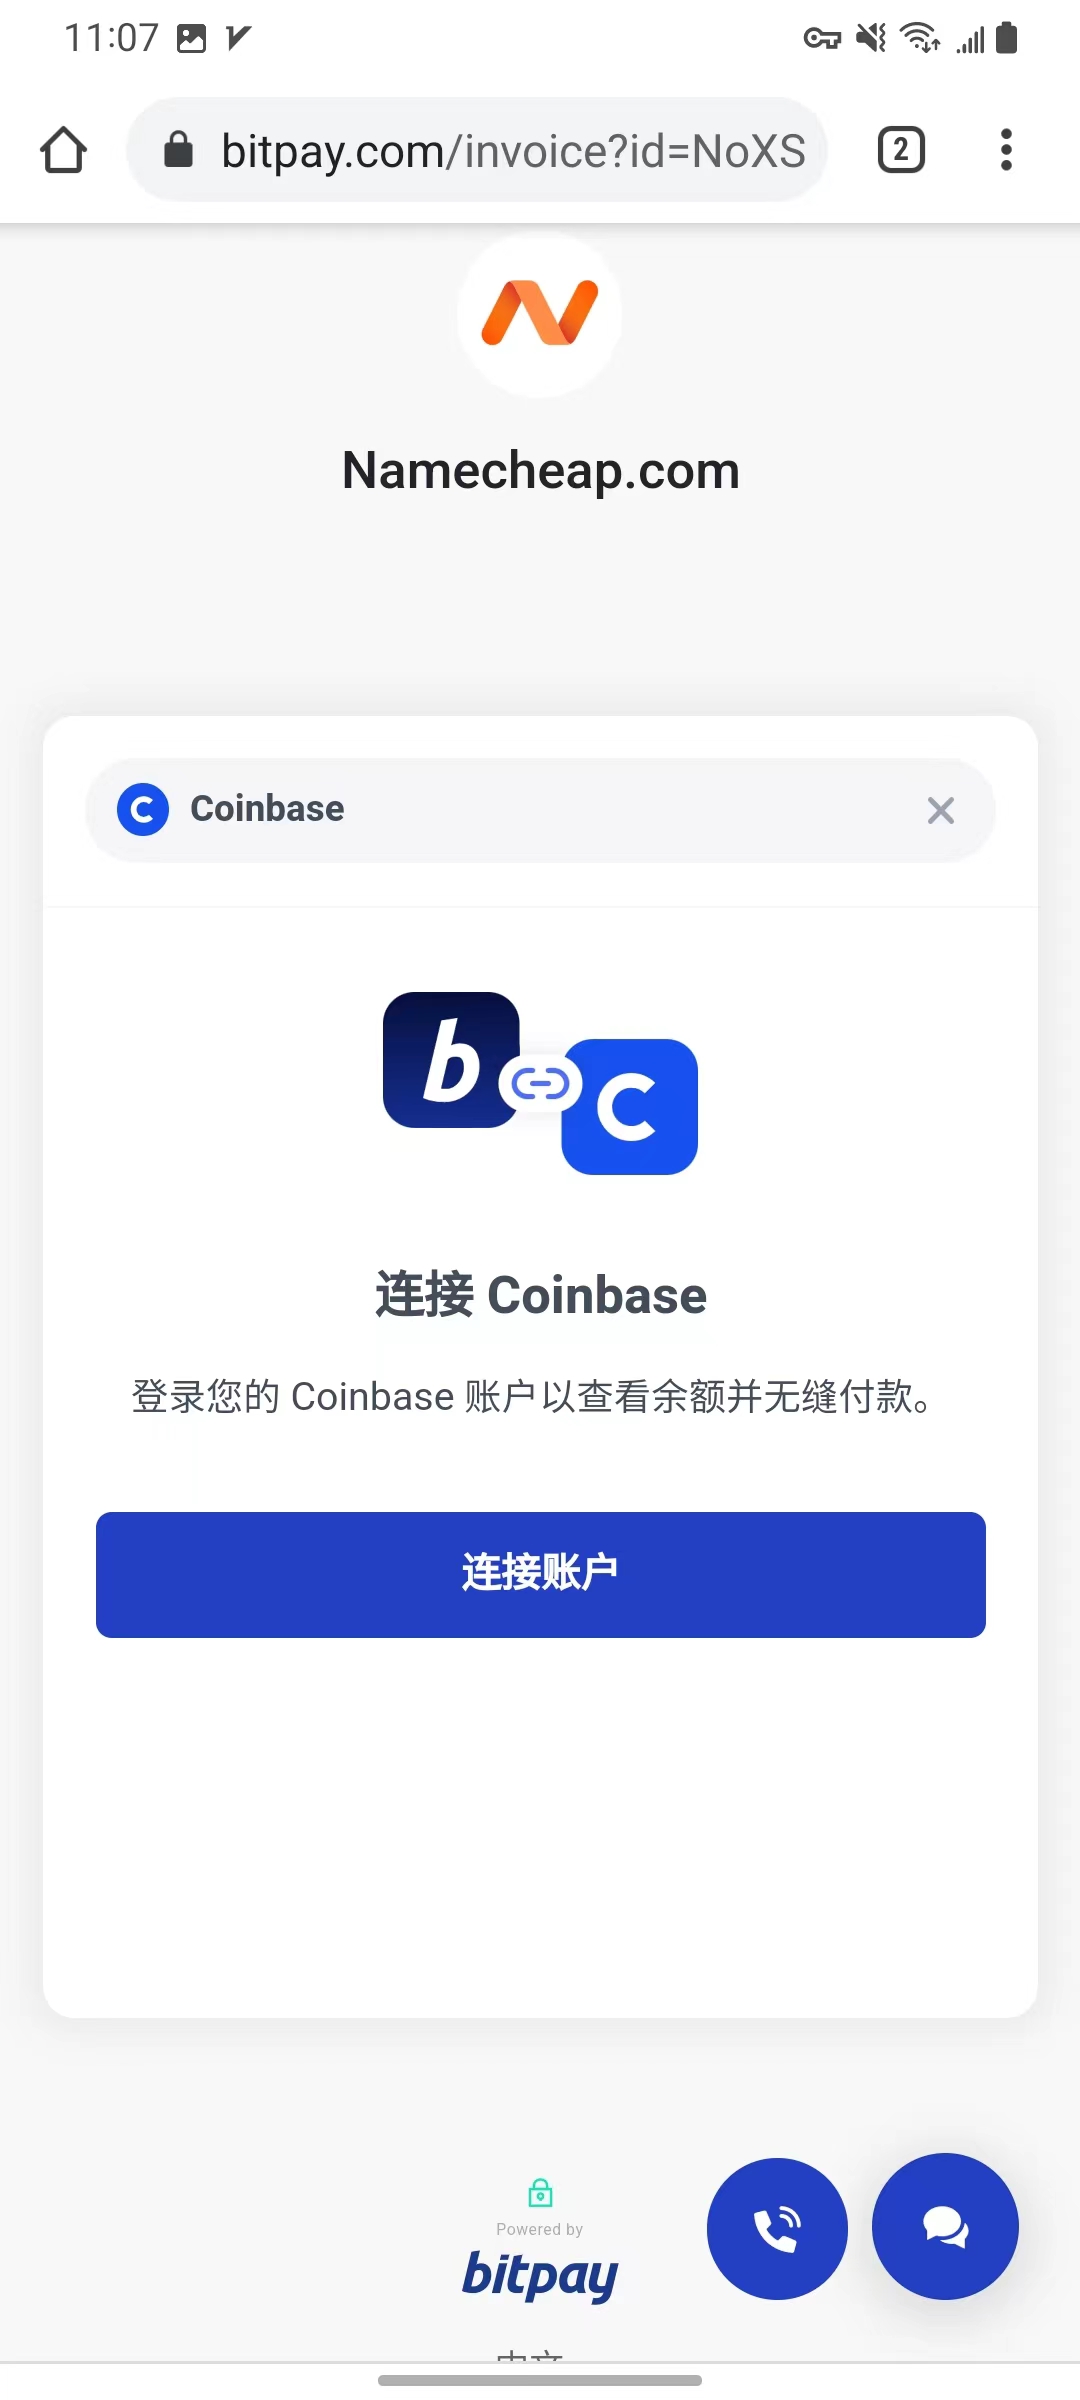 11:07
bitpay.com/invoice?id=NoXS
2
Namecheap.com
Coinbase
连接 Coinbase
登录您的 Coinbase 账户以查看余额并无缝付款。
连接账户
Powered by
bitpay